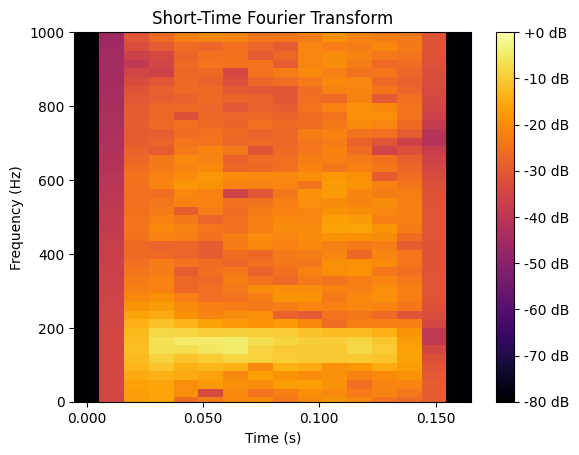 Short-Time Fourier Transform
1000
800
600
400
200
0
Frequency (Hz)
0.000
0.050
0.100
0.150
Time (s)
+0 dB
-10 dB
-20 dB
-30 dB
-40 dB
-50 dB
-60 dB
-70 dB
-80 dB